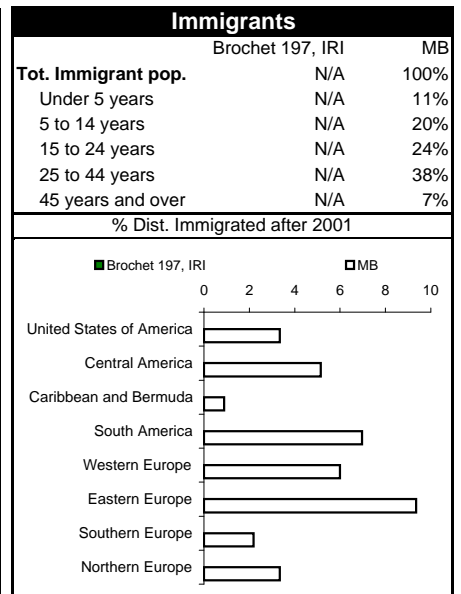 Immigrants
Brochet 197, IRI MB
Tot. Immigrant pop. N/A 100%
Under 5 years N/A 11%
5 to 14 years N/A 20%
15 to 24 years N/A 24%
25 to 44 years N/A 38%
45 years and over N/A 7%
% Dist. Immigrated after 2001
Brochet 197, IRI MB
0 2 4 6 8 10
United States of America
Central America
Caribbean and Bermuda
South America
Western Europe
Eastern Europe
Southern Europe
Northern Europe